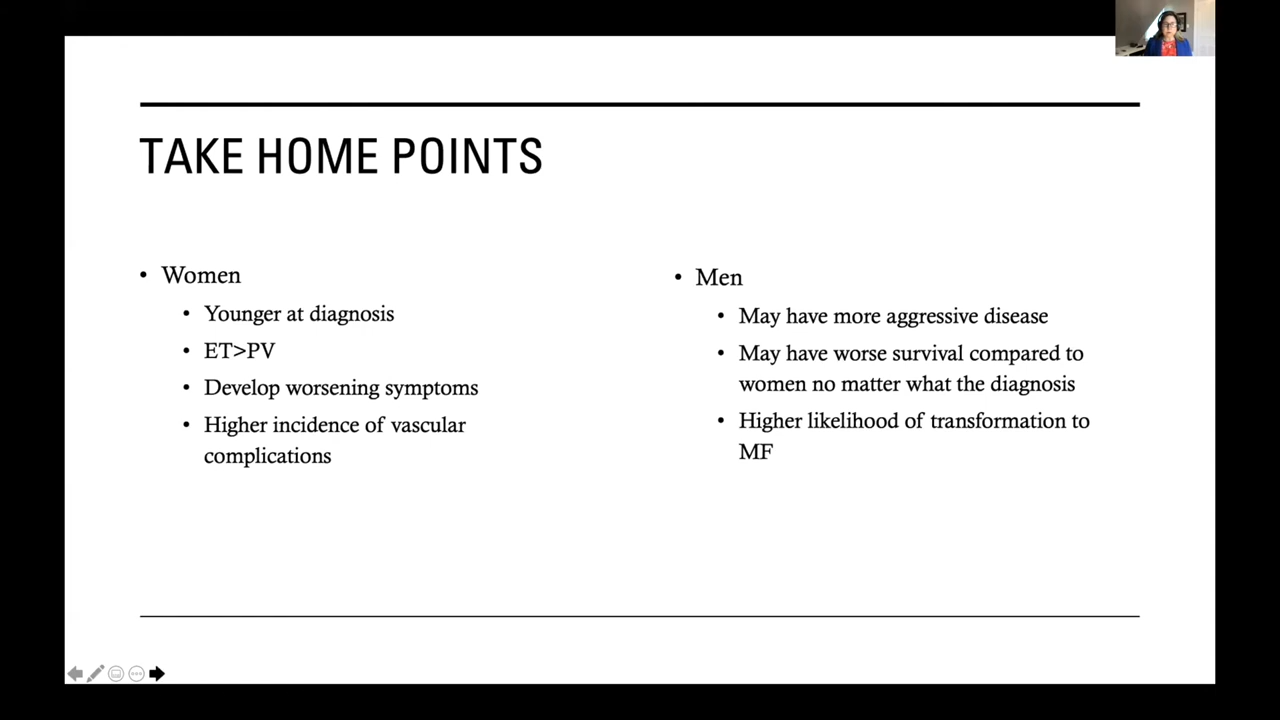 TAKE HOME POINTS
• Women
• Younger at diagnosis
• ET>PV
• Develop worsening symptoms
• Higher incidence of vascular
complications
• Men
• May have more aggressive disease
• May have worse survival compared to
women no matter what the diagnosis
• Higher likelihood of transformation to
MF